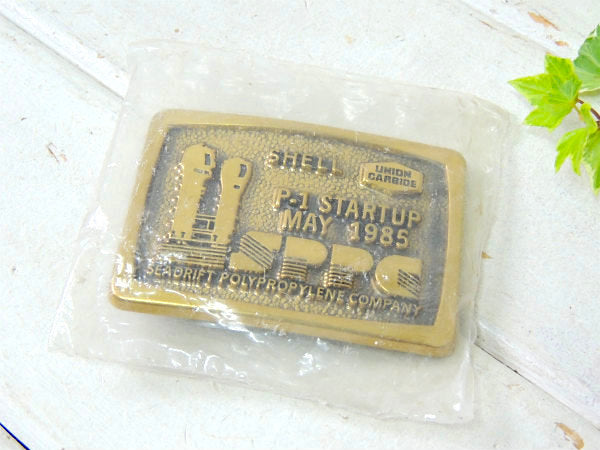 SHELL
UNION
CARBIDE
P-1 STARTUP
MAY 1985
SPPC
SEADRIFT POLYPROPYLENE COMPANY